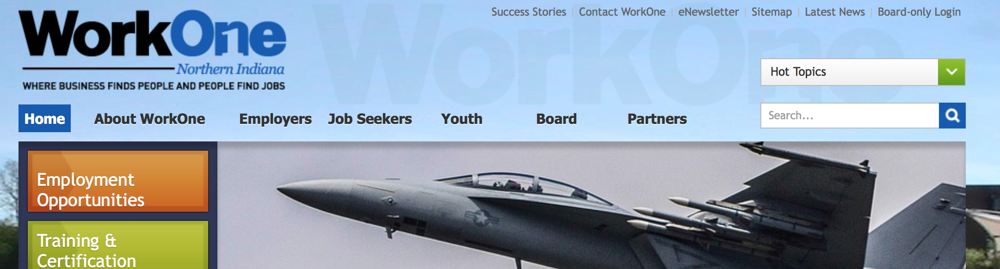 Success Stories | Contact WorkOne | eNewsletter | Sitemap | Latest News | Board-only Login
WorkOne
WorkOne
Northern Indiana
WHERE BUSINESS FINDS PEOPLE AND PEOPLE FIND JOBS
Hot Topics
Search...
Home About WorkOne Employers Job Seekers Youth Board Partners
Employment
Opportunities
Training &
Certification